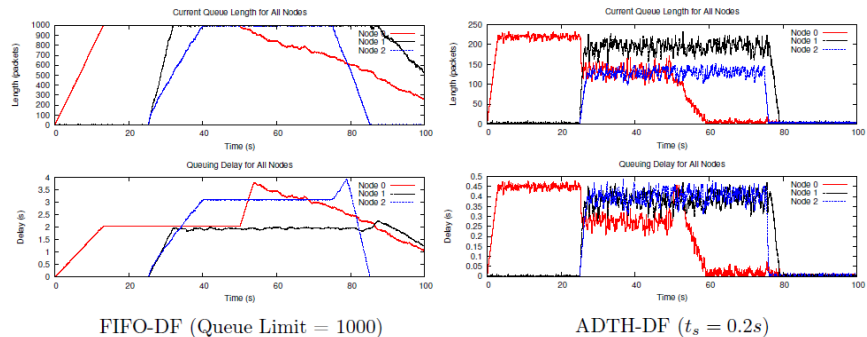 Current Queue Length for All Nodes
Length (packets)
1000
900
800
700
600
500
400
300
200
100
0
Node 0
Node 1
Node 2
0 20 40 60 80 100
Time (s)
Queuing Delay for All Nodes
Delay (s)
4
3.5
3
2.5
2
1.5
1
0.5
0
Node 0
Node 1
Node 2
0 20 40 60 80 100
Time (s)
FIFO-DF (Queue Limit = 1000)
Current Queue Length for All Nodes
Length (packets)
250
200
150
100
50
0
Node 0
Node 1
Node 2
0 20 40 60 80 100
Time (s)
Queuing Delay for All Nodes
Delay (s)
0.5
0.45
0.4
0.35
0.3
0.25
0.2
0.15
0.1
0.05
0
Node 0
Node 1
Node 2
0 20 40 60 80 100
Time (s)
ADTH-DF (tₛ = 0.2s)